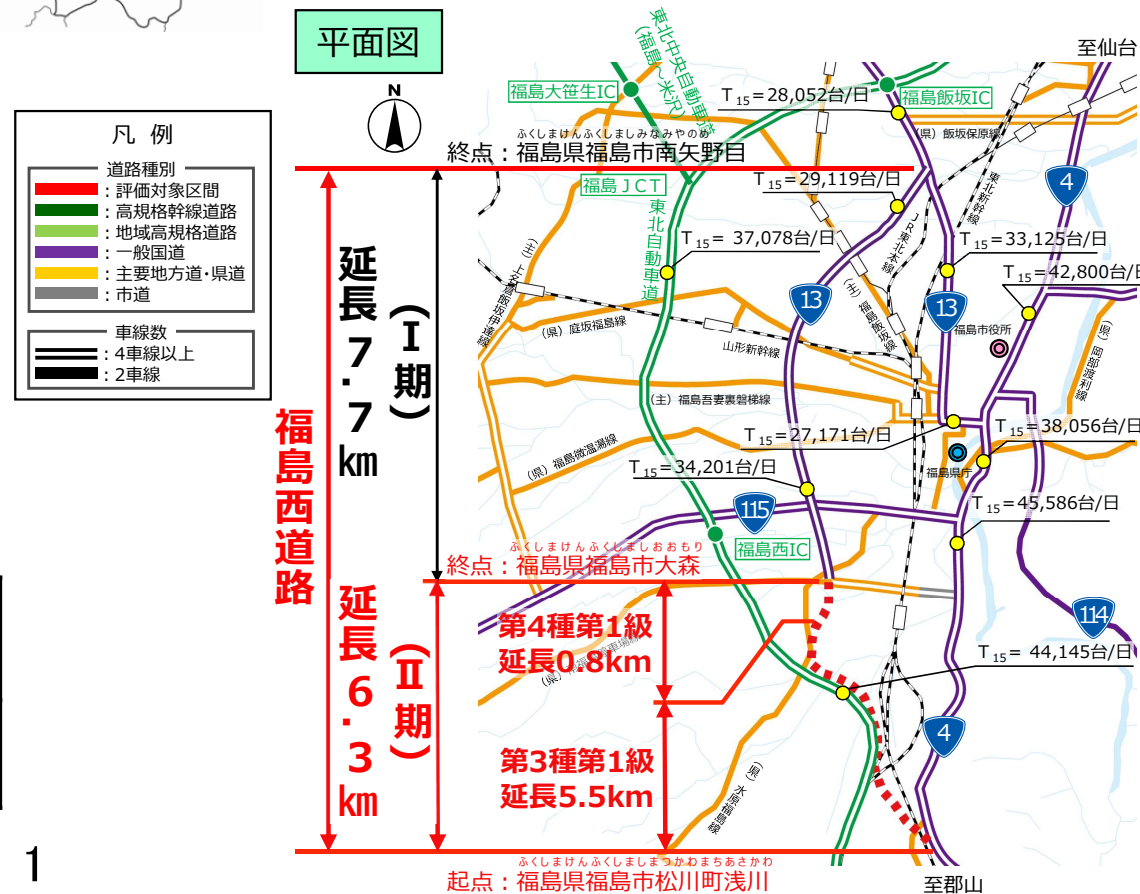 平面図
N
凡例
道路種別
：評価対象区間
：高規格幹線道路
：地域高規格道路
：一般国道
：主要地方道・県道
：市道
車線数
：4車線以上
：2車線
至仙台
東北中央自動車道
（福島～米沢）
福島大笹生IC
T15＝28,052台/日
福島飯坂IC
（県）飯坂保原線
ふくしまけんふくしましみなみやのめ
終点：福島県福島市南矢野目
福島JCT
T15＝29,119台/日
東北新幹線
4
東北自動車道
T15＝ 37,078台/日
JR東北本線
T15＝33,125台/日
T15＝42,800台/日
（主）上名倉飯坂伊達線
13
（主）福島飯坂線
13
福島市役所
（県）岡部渡利線
（県）庭坂福島線
山形新幹線
（主）福島吾妻裏磐梯線
T15＝27,171台/日
T15＝38,056台/日
（県）福島微温湯線
T15＝34,201台/日
福島県庁
115
T15＝45,586台/日
福島西IC
ふくしまけんふくしましおおもり
終点：福島県福島市大森
福島西道路
延長7.7km
（Ⅰ期）
延長6.3km
（Ⅱ期）
第4種第1級
延長0.8km
114
T15＝ 44,145台/日
4
第3種第1級
延長5.5km
（県）水原福島線
ふくしまけんふくしましまつかわまちあさかわ
起点：福島県福島市松川町浅川
至郡山
1